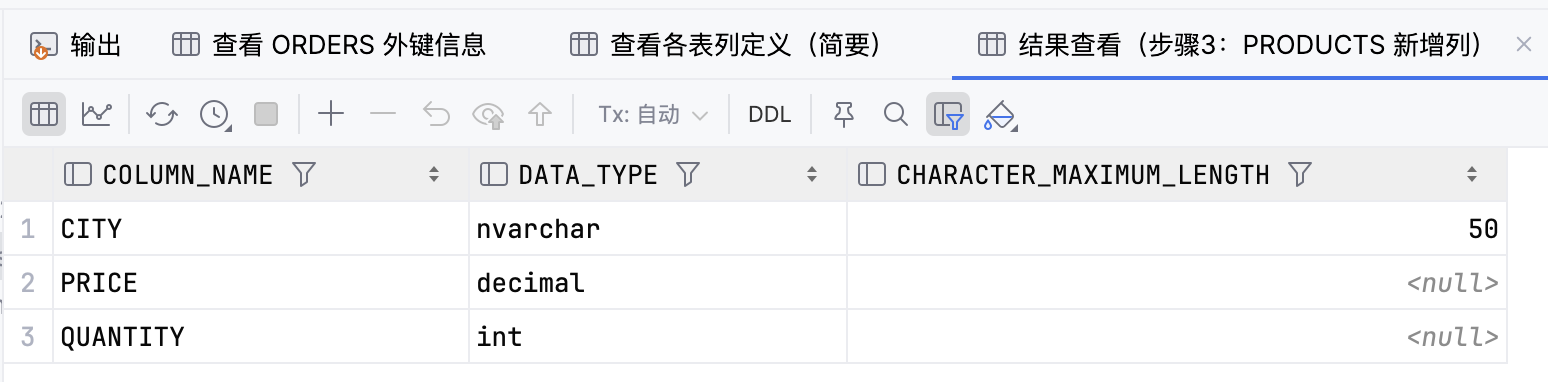 输出 查看 ORDERS 外键信息 查看各表列定义（简要） 结果查看（步骤3：PRODUCTS 新增列）
Tx: 自动 DDL
COLUMN_NAME DATA_TYPE CHARACTER_MAXIMUM_LENGTH
1 CITY nvarchar 50
2 PRICE decimal <null>
3 QUANTITY int <null>